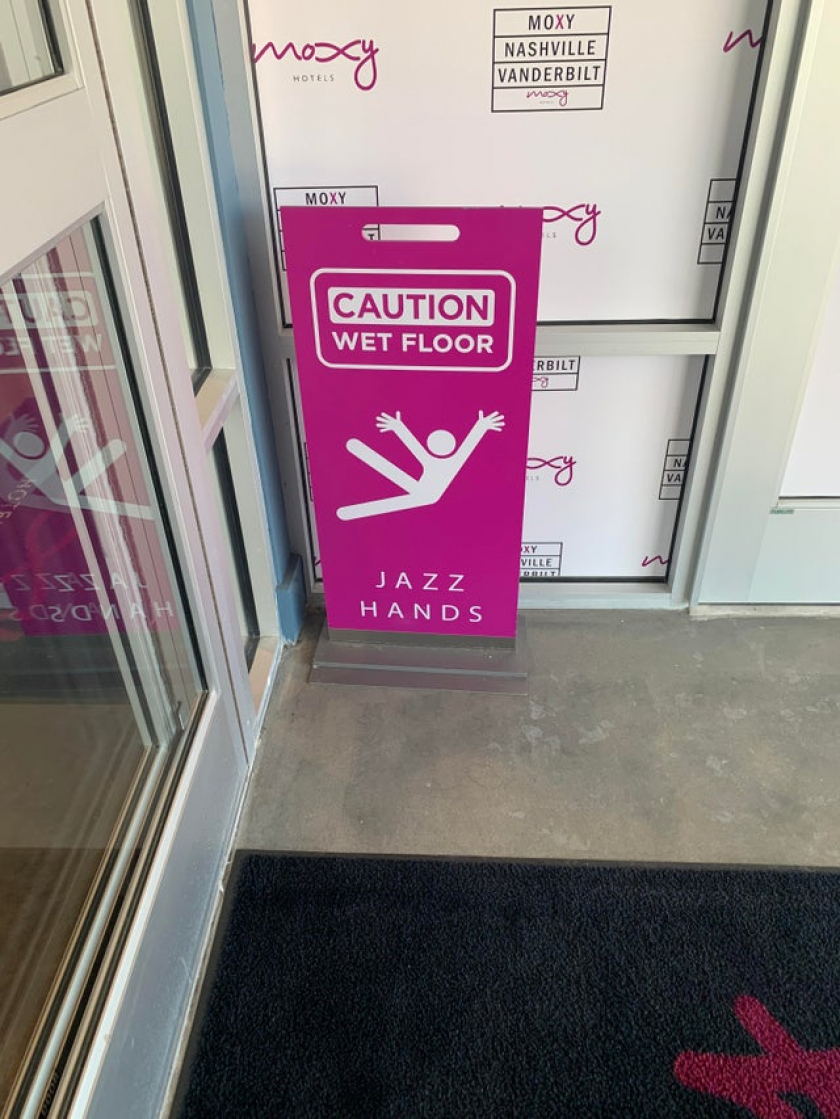 moxy
HOTELS
MOXY
NASHVILLE
VANDERBILT
moxy
HOTELS
MOXY
CAUTION
WET FLOOR
JAZZ
HANDS